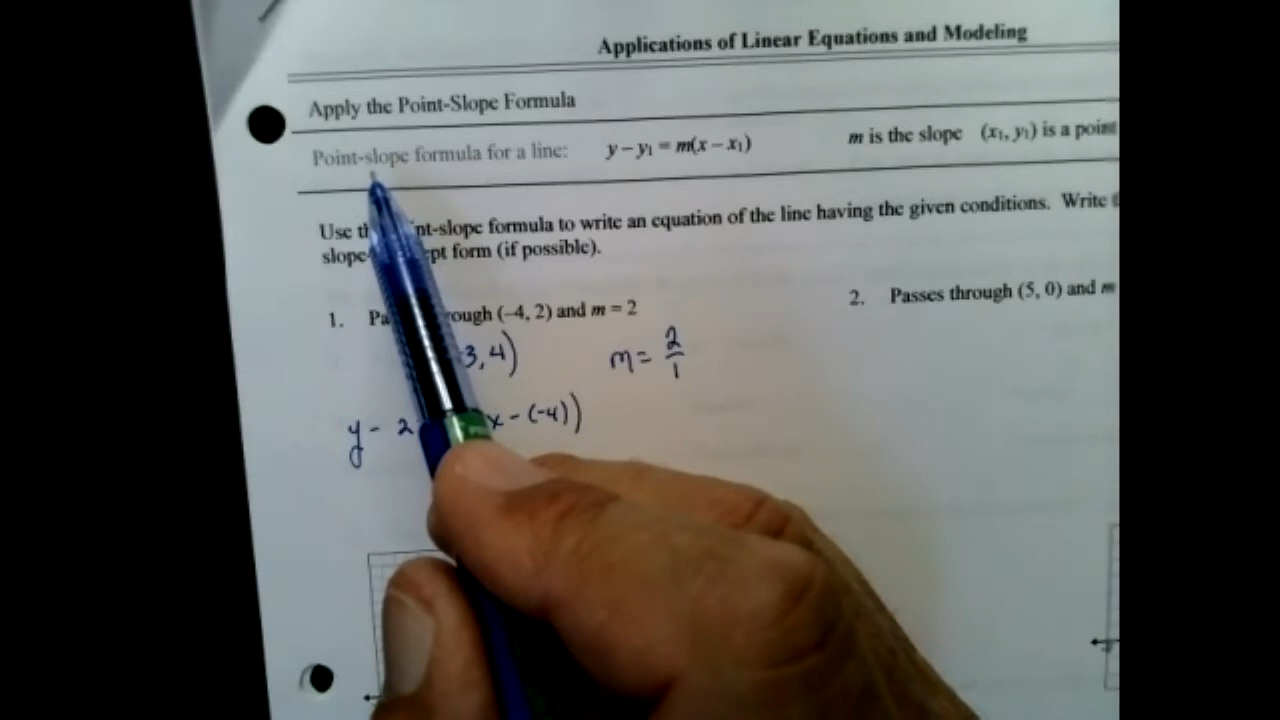 Applications of Linear Equations and Modeling
Apply the Point-Slope Formula
Point-slope formula for a line: y – y₁ = m(x – x₁) m is the slope (x₁, y₁) is a point
Use nt-slope formula to write an equation of the line having the given conditions. Write
slope pt form (if possible).
1. rough (–4, 2) and m = 2
2. Passes through (5, 0) and m
3, 4) m = 2/1
y - 2 x - (-4))